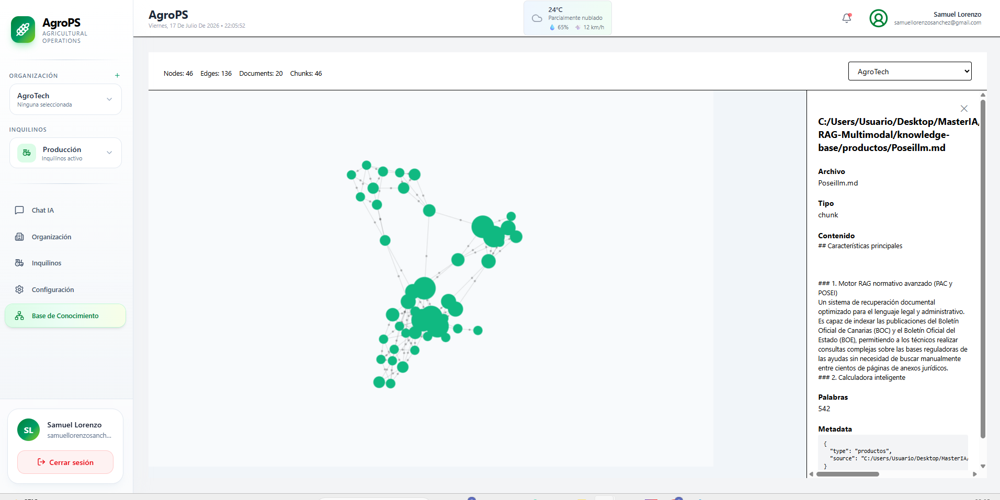 AgroPS
AGRICULTURAL
OPERATIONS
ORGANIZACIÓN
+
AgroTech
Ninguna seleccionada
INQUILINOS
Producción
Inquilinos activo
Chat IA
Organización
Inquilinos
Configuración
Base de Conocimiento
SL
Samuel Lorenzo
samuellorenzosanch...
Cerrar sesión
AgroPS
Viernes, 17 De Julio De 2026 • 22:05:52
24°C
Parcialmente nublado
65% 12 km/h
Samuel Lorenzo
samuellorenzosanchez@gmail.com
Nodes: 46 Edges: 136 Documents: 20 Chunks: 46
AgroTech
C:/Users/Usuario/Desktop/MasterIA/
RAG-Multimodal/knowledge-
base/productos/Poseillm.md
Archivo
Poseillm.md
Tipo
chunk
Contenido
## Características principales
### 1. Motor RAG normativo avanzado (PAC y
POSEI)
Un sistema de recuperación documental
optimizado para el lenguaje legal y administrativo.
Es capaz de indexar las publicaciones del Boletín
Oficial de Canarias (BOC) y el Boletín Oficial del
Estado (BOE), permitiendo a los técnicos realizar
consultas complejas sobre las bases reguladoras de
las ayudas sin necesidad de buscar manualmente
entre cientos de páginas de anexos jurídicos.
### 2. Calculadora inteligente
Palabras
542
Metadata
{
"type": "productos",
"source": "C:/Users/Usuario/Desktop/MasterIA/
}